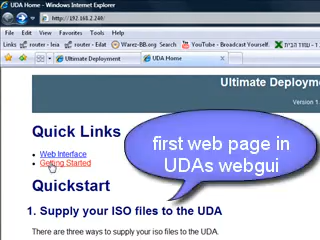 UDA Home - Windows Internet Explorer
http://192.168.2.249/
File Edit View Favorites Tools Help
Links router - leia router - Eilat Warez-BB.org Search YouTube - Broadcast Yourself.
Ultimate Deployment UDA Home
Ultimate Deploymen
Version 1.
Quick Links
Web Interface
Getting Started
Quickstart
first web page in
UDAs webgui
1. Supply your ISO files to the UDA
There are three ways to supply your iso files to the UDA.